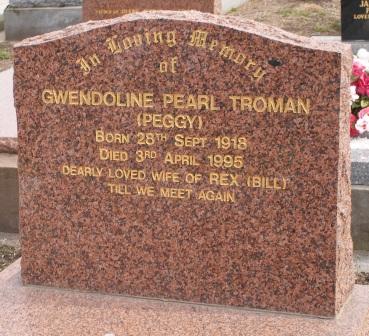 In Loving Memory
of
GWENDOLINE PEARL TROMAN
(PEGGY)
BORN 28TH SEPT 1918
DIED 3RD APRIL 1995
DEARLY LOVED WIFE OF REX (BILL)
TILL WE MEET AGAIN